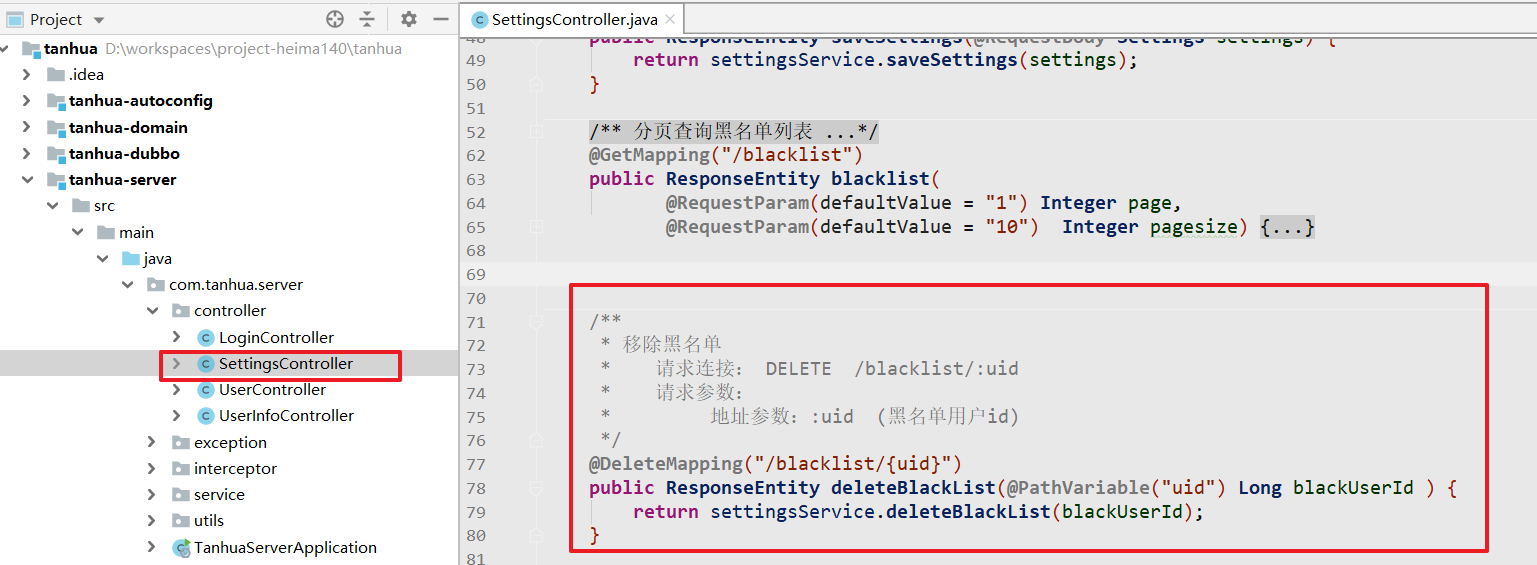 Project
tanhua D:\workspaces\project-heima140\tanhua
.idea
tanhua-autoconfig
tanhua-domain
tanhua-dubbo
tanhua-server
src
main
java
com.tanhua.server
controller
LoginController
SettingsController
UserController
UserInfoController
exception
interceptor
service
utils
TanhuaServerApplication
SettingsController.java
48 public ResponseEntity saveSettings(@RequestBody Settings settings) {
49 return settingsService.saveSettings(settings);
50 }
51
52 /** 分页查询黑名单列表 ...*/
62 @GetMapping("/blacklist")
63 public ResponseEntity blacklist(
64 @RequestParam(defaultValue = "1") Integer page,
65 @RequestParam(defaultValue = "10")  Integer pagesize) {...}
68
69
70
71 /**
72 * 移除黑名单
73 * 请求连接: DELETE /blacklist/:uid
74 * 请求参数:
75 * 地址参数: :uid (黑名单用户id)
76 */
77 @DeleteMapping("/blacklist/{uid}")
78 public ResponseEntity deleteBlackList(@PathVariable("uid") Long blackUserId ) {
79 return settingsService.deleteBlackList(blackUserId);
80 }
81